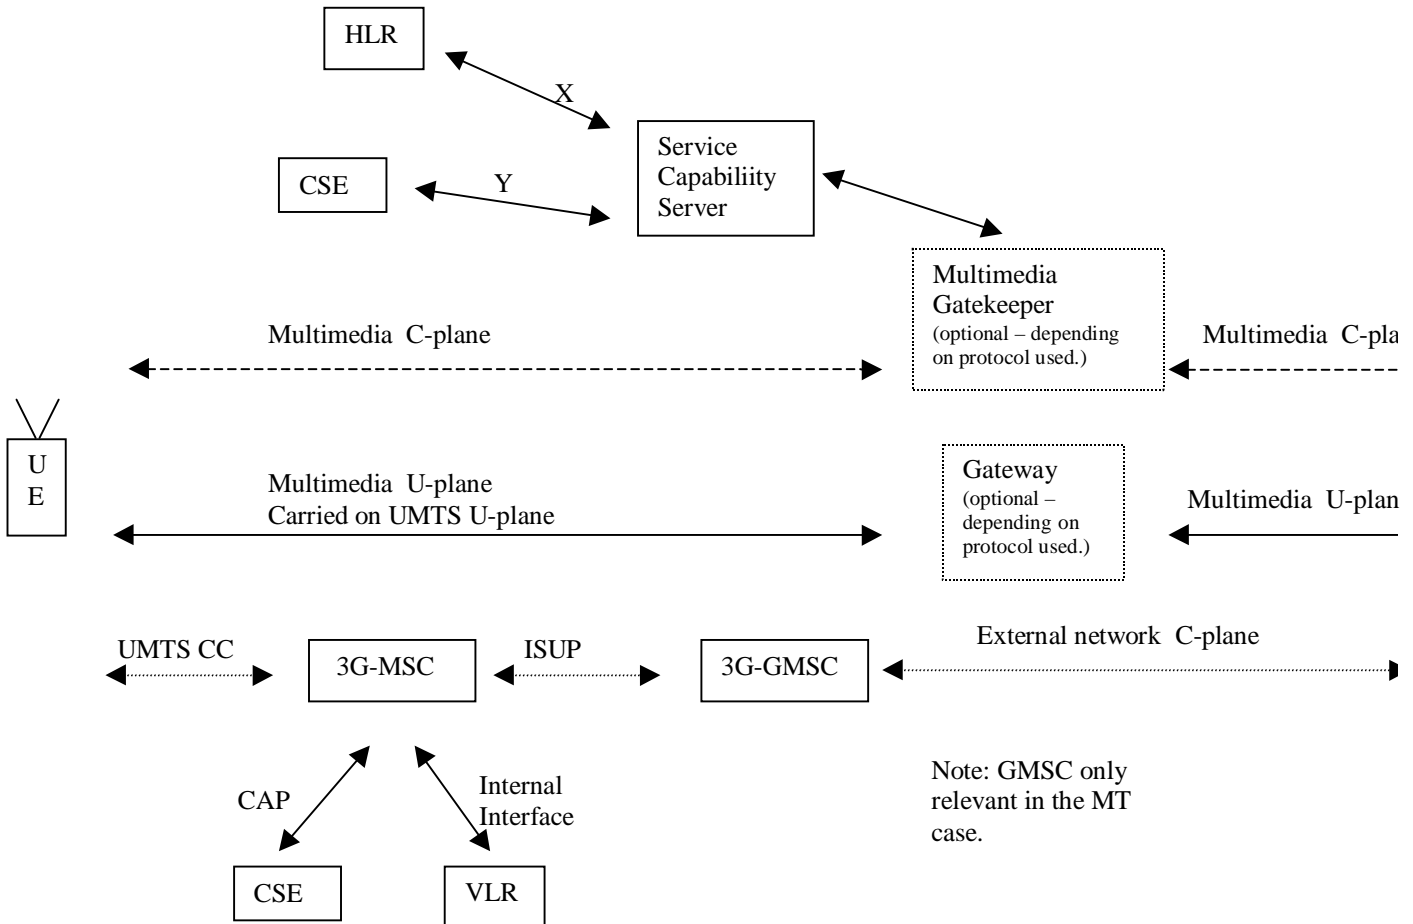 HLR
X
Service
Capabiliity
Server
CSE
Y
Multimedia
Gatekeeper
(optional – depending
on protocol used.)
Multimedia C-plane
Multimedia C-pla
U
E
Multimedia U-plane
Carried on UMTS U-plane
Gateway
(optional –
depending on
protocol used.)
Multimedia U-plan
UMTS CC
3G-MSC
ISUP
3G-GMSC
External network C-plane
CAP
Internal
Interface
Note: GMSC only
relevant in the MT
case.
CSE
VLR